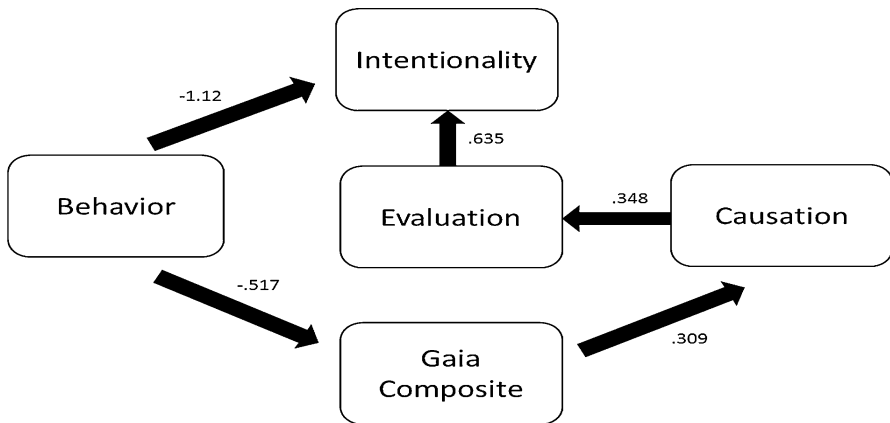 Intentionality
-1.12
.635
Behavior
Evaluation
.348
Causation
-.517
Gaia
Composite
.309